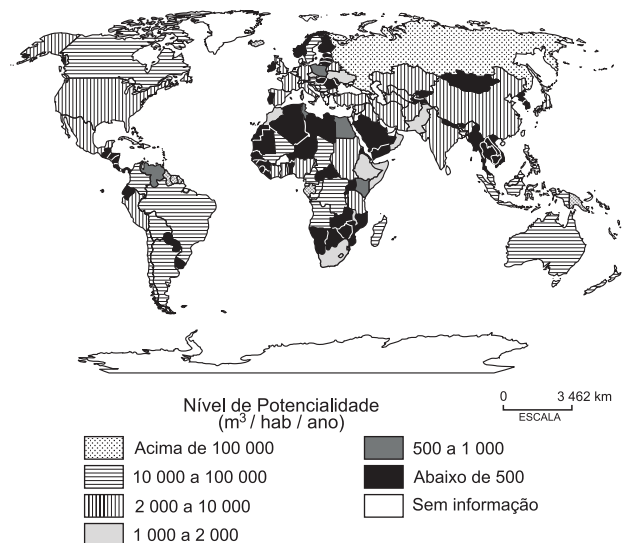 0 3 462 km
ESCALA
Nível de Potencialidade
(m³ / hab / ano)
Acima de 100 000
10 000 a 100 000
2 000 a 10 000
1 000 a 2 000
500 a 1 000
Abaixo de 500
Sem informação